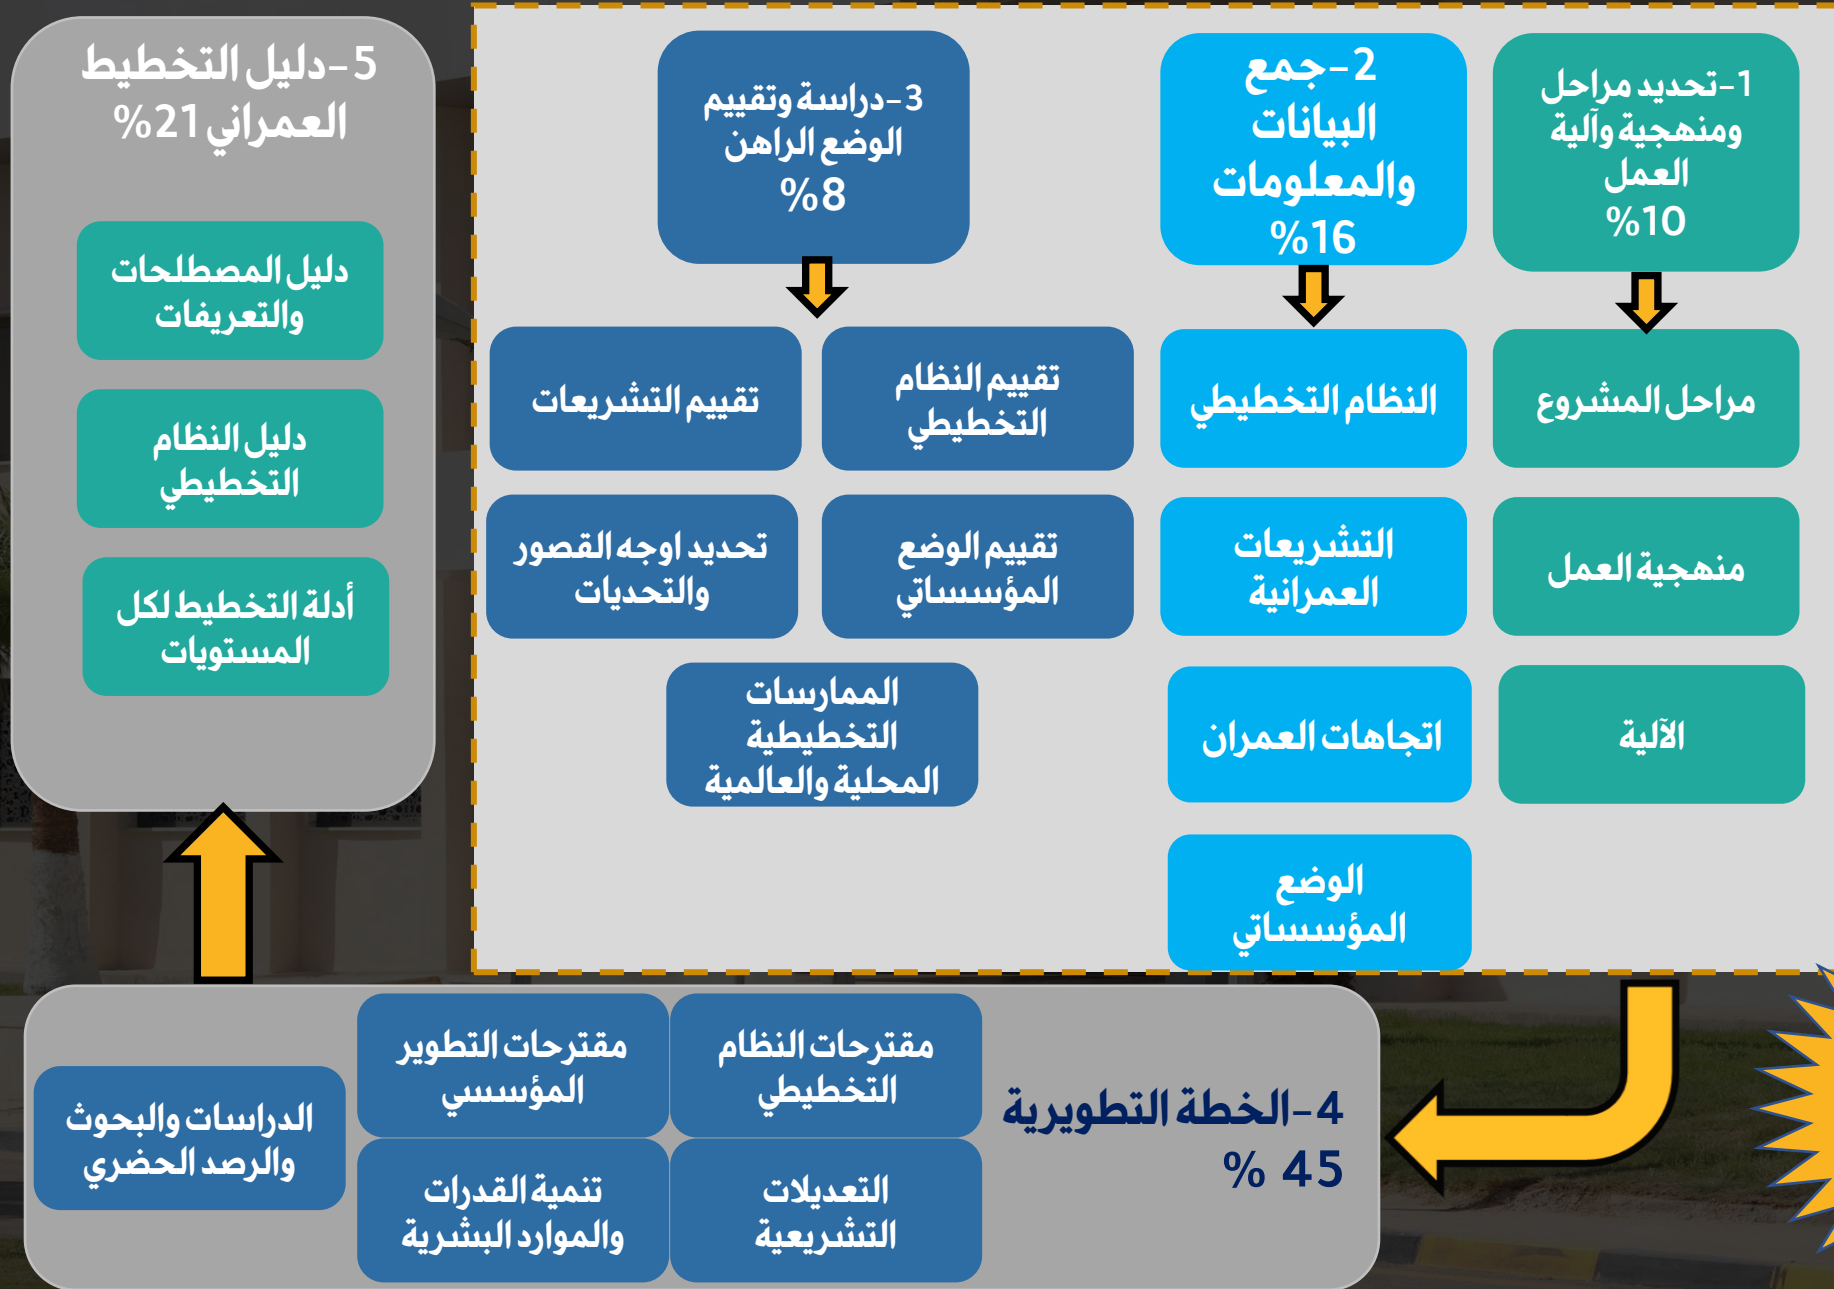 1-تحديد مراحل
ومنهجية وآلية
العمل
%10
مراحل المشروع
منهجية العمل
الآلية
2-جمع
البيانات
والمعلومات
%16
النظام التخطيطي
التشريعات
العمرانية
اتجاهات العمران
الوضع
المؤسساتي
3-دراسة وتقييم
الوضع الراهن
%8
تقييم النظام
التخطيطي
تقييم التشريعات
تقييم الوضع
المؤسساتي
تحديد اوجه القصور
والتحديات
الممارسات
التخطيطية
المحلية والعالمية
4-الخطة التطويرية
% 45
مقترحات النظام
التخطيطي
مقترحات التطوير
المؤسسي
التعديلات
التشريعية
تنمية القدرات
والموارد البشرية
الدراسات والبحوث
والرصد الحضري
5-دليل التخطيط
العمراني 21%
دليل المصطلحات
والتعريفات
دليل النظام
التخطيطي
أدلة التخطيط لكل
المستويات